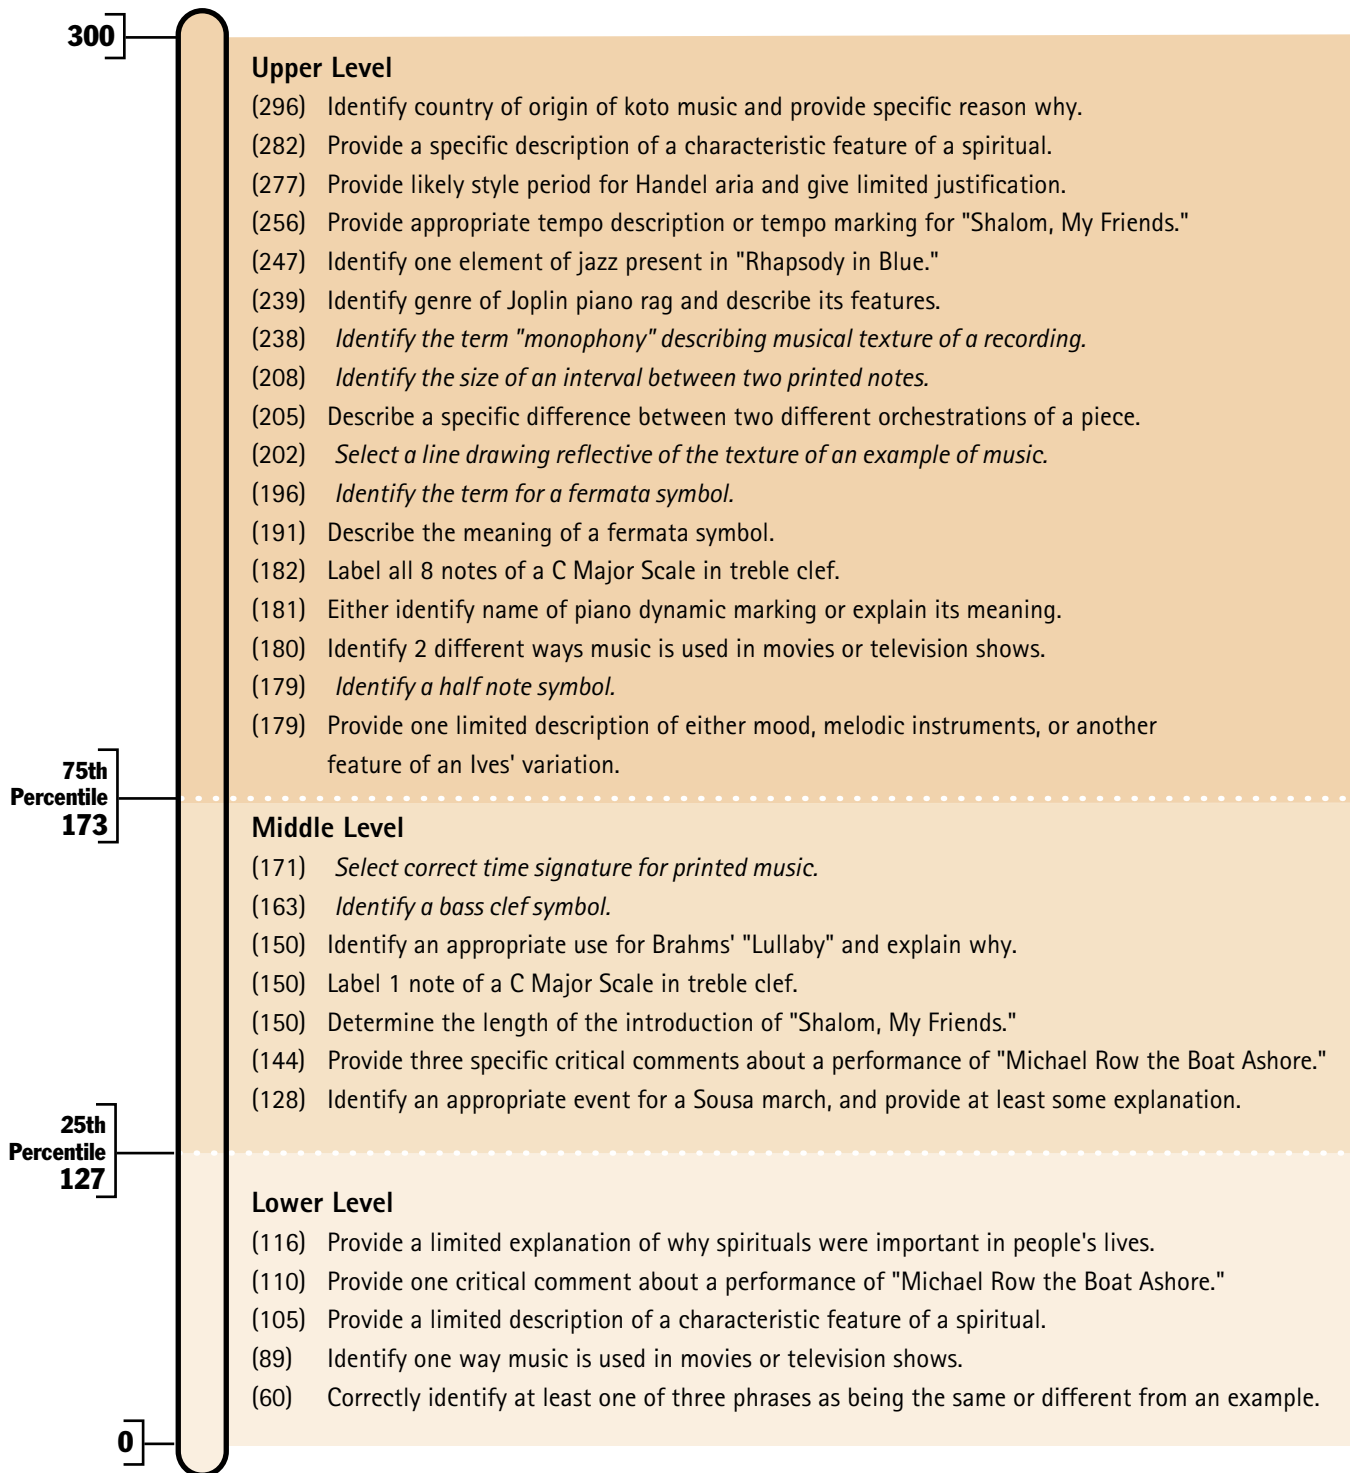 300
Upper Level
(296) Identify country of origin of koto music and provide specific reason why.
(282) Provide a specific description of a characteristic feature of a spiritual.
(277) Provide likely style period for Handel aria and give limited justification.
(256) Provide appropriate tempo description or tempo marking for "Shalom, My Friends."
(247) Identify one element of jazz present in "Rhapsody in Blue."
(239) Identify genre of Joplin piano rag and describe its features.
(238) Identify the term "monophony" describing musical texture of a recording.
(208) Identify the size of an interval between two printed notes.
(205) Describe a specific difference between two different orchestrations of a piece.
(202) Select a line drawing reflective of the texture of an example of music.
(196) Identify the term for a fermata symbol.
(191) Describe the meaning of a fermata symbol.
(182) Label all 8 notes of a C Major Scale in treble clef.
(181) Either identify name of piano dynamic marking or explain its meaning.
(180) Identify 2 different ways music is used in movies or television shows.
(179) Identify a half note symbol.
(179) Provide one limited description of either mood, melodic instruments, or another
feature of an Ives' variation.
75th
Percentile
173
Middle Level
(171) Select correct time signature for printed music.
(163) Identify a bass clef symbol.
(150) Identify an appropriate use for Brahms' "Lullaby" and explain why.
(150) Label 1 note of a C Major Scale in treble clef.
(150) Determine the length of the introduction of "Shalom, My Friends."
(144) Provide three specific critical comments about a performance of "Michael Row the Boat Ashore."
(128) Identify an appropriate event for a Sousa march, and provide at least some explanation.
25th
Percentile
127
Lower Level
(116) Provide a limited explanation of why spirituals were important in people's lives.
(110) Provide one critical comment about a performance of "Michael Row the Boat Ashore."
(105) Provide a limited description of a characteristic feature of a spiritual.
(89) Identify one way music is used in movies or television shows.
(60) Correctly identify at least one of three phrases as being the same or different from an example.
0